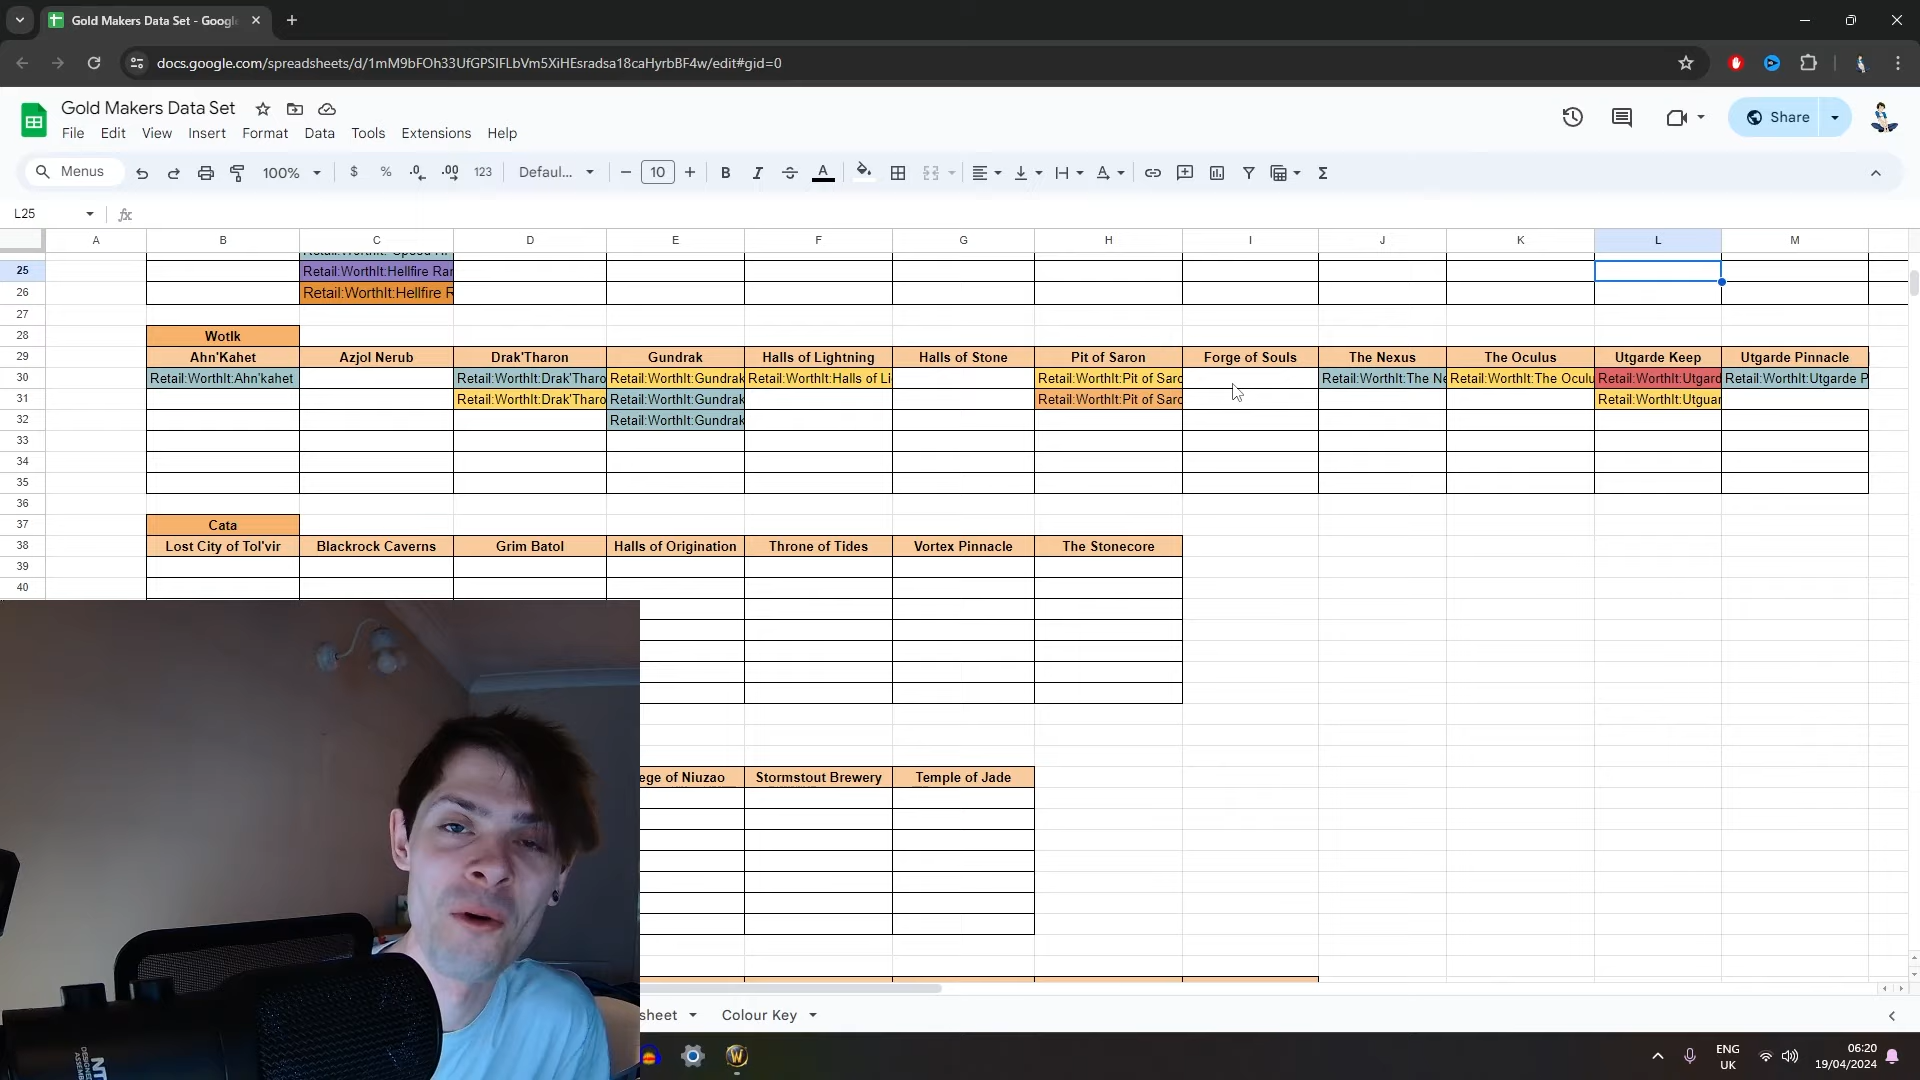 Gold Makers Data Set - Google
docs.google.com/spreadsheets/d/1mM9bFOh33UfGPSIFLbVm5XiHEsradsa18caHyrbBF4w/edit#gid=0
Gold Makers Data Set
File Edit View Insert Format Data Tools Extensions Help
Share
Menus 100% $ % .0 .00 123 Defaul... − 10 + B I A Σ
L25 fx
A B C D E F G H I J K L M
25 Retail:WorthIt:Hellfire Ran
26 Retail:WorthIt:Hellfire R
27
28 Wotlk
29 Ahn'Kahet Azjol Nerub Drak'Tharon Gundrak Halls of Lightning Halls of Stone Pit of Saron Forge of Souls The Nexus The Oculus Utgarde Keep Utgarde Pinnacle
30 Retail:WorthIt:Ahn'kahet Retail:WorthIt:Drak'Tharo Retail:WorthIt:Gundrak Retail:WorthIt:Halls of Li Retail:WorthIt:Pit of Saro Retail:WorthIt:The Ne Retail:WorthIt:The Oculu Retail:WorthIt:Utgard Retail:WorthIt:Utgarde P
31 Retail:WorthIt:Drak'Tharo Retail:WorthIt:Gundrak Retail:WorthIt:Pit of Saro Retail:WorthIt:Utguar
32 Retail:WorthIt:Gundrak
33
34
35
36
37 Cata
38 Lost City of Tol'vir Blackrock Caverns Grim Batol Halls of Origination Throne of Tides Vortex Pinnacle The Stonecore
39
40
ege of Niuzao Stormstout Brewery Temple of Jade
sheet Colour Key
ENG 06:20
UK 19/04/2024